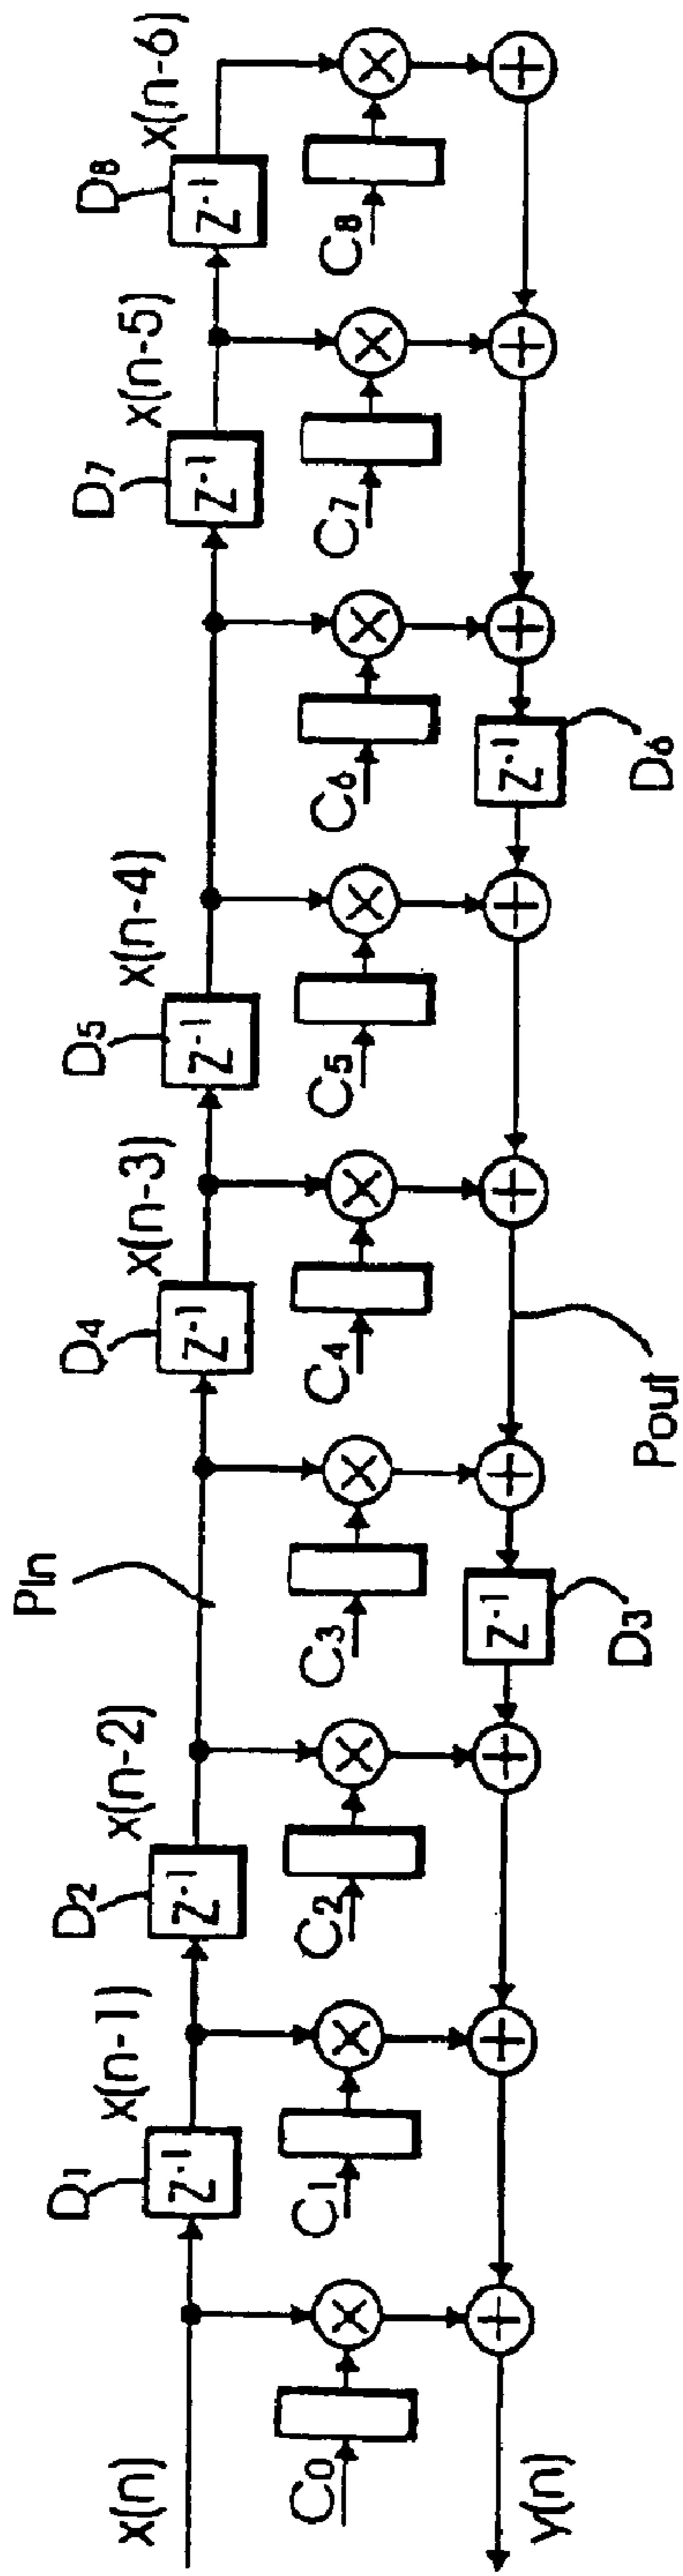 x(n)
D1
Z-1
x(n-1)
D2
Z-1
x(n-2)
PIn
D4
Z-1
x(n-3)
D5
Z-1
x(n-4)
D7
Z-1
x(n-5)
D8
Z-1
x(n-6)
C0
C1
C2
C3
C4
C5
C6
C7
C8
y(n)
Z-1
D3
Pout
Z-1
D6